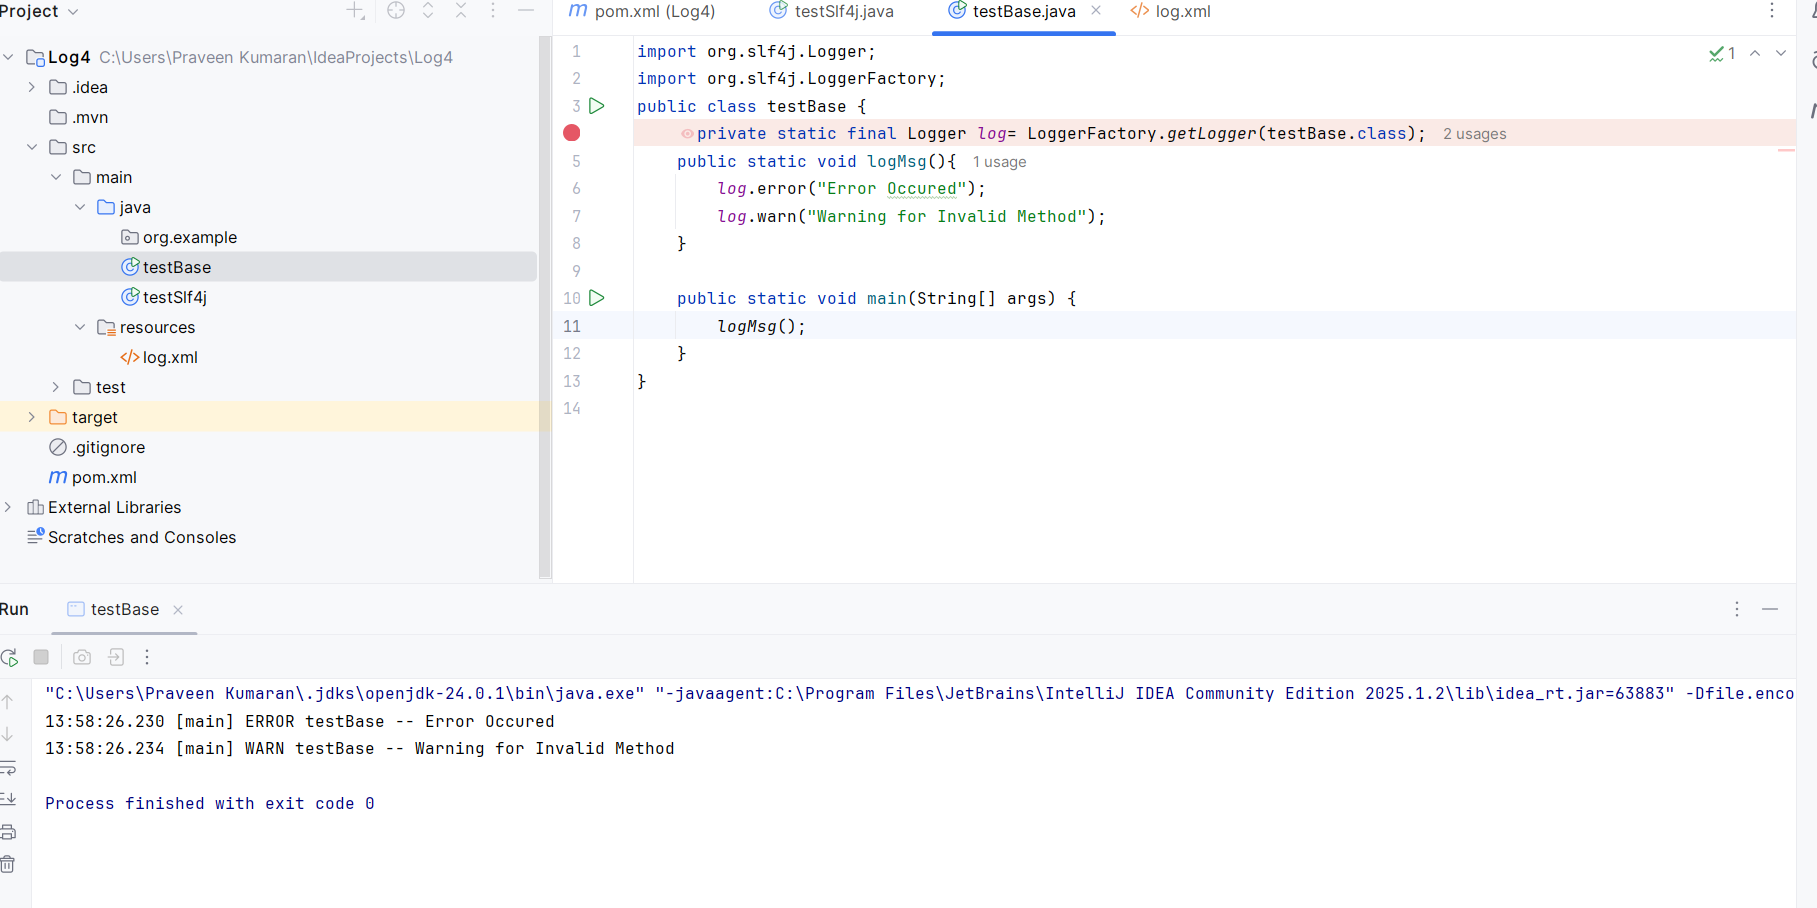 Project
pom.xml (Log4) testSlf4j.java testBase.java log.xml
Log4 C:\Users\Praveen Kumaran\IdeaProjects\Log4
.idea
.mvn
src
main
java
org.example
testBase
testSlf4j
resources
log.xml
test
target
.gitignore
pom.xml
External Libraries
Scratches and Consoles
1 import org.slf4j.Logger;
2 import org.slf4j.LoggerFactory;
3 public class testBase {
private static final Logger log= LoggerFactory.getLogger(testBase.class); 2 usages
5 public static void logMsg(){ 1 usage
6 log.error("Error Occured");
7 log.warn("Warning for Invalid Method");
8 }
9
10 public static void main(String[] args) {
11 logMsg();
12 }
13 }
14
1
Run testBase
"C:\Users\Praveen Kumaran\.jdks\openjdk-24.0.1\bin\java.exe" "-javaagent:C:\Program Files\JetBrains\IntelliJ IDEA Community Edition 2025.1.2\lib\idea_rt.jar=63883" -Dfile.enco
13:58:26.230 [main] ERROR testBase -- Error Occured
13:58:26.234 [main] WARN testBase -- Warning for Invalid Method
Process finished with exit code 0